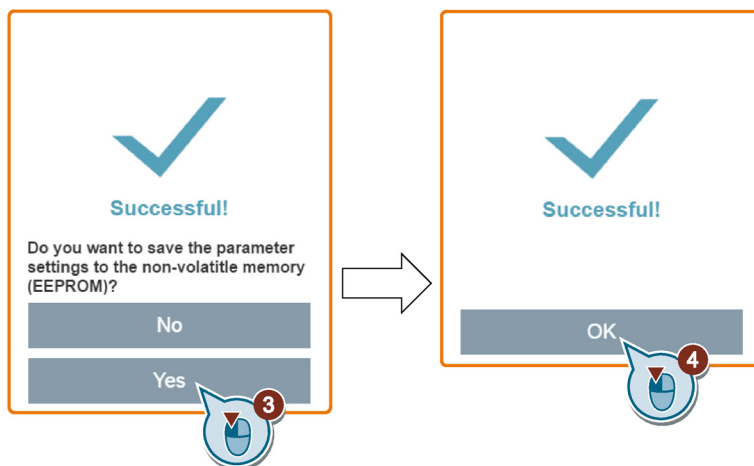 Successful!
Do you want to save the parameter
settings to the non-volatitle memory
(EEPROM)?
No
Yes
3
Successful!
OK
4